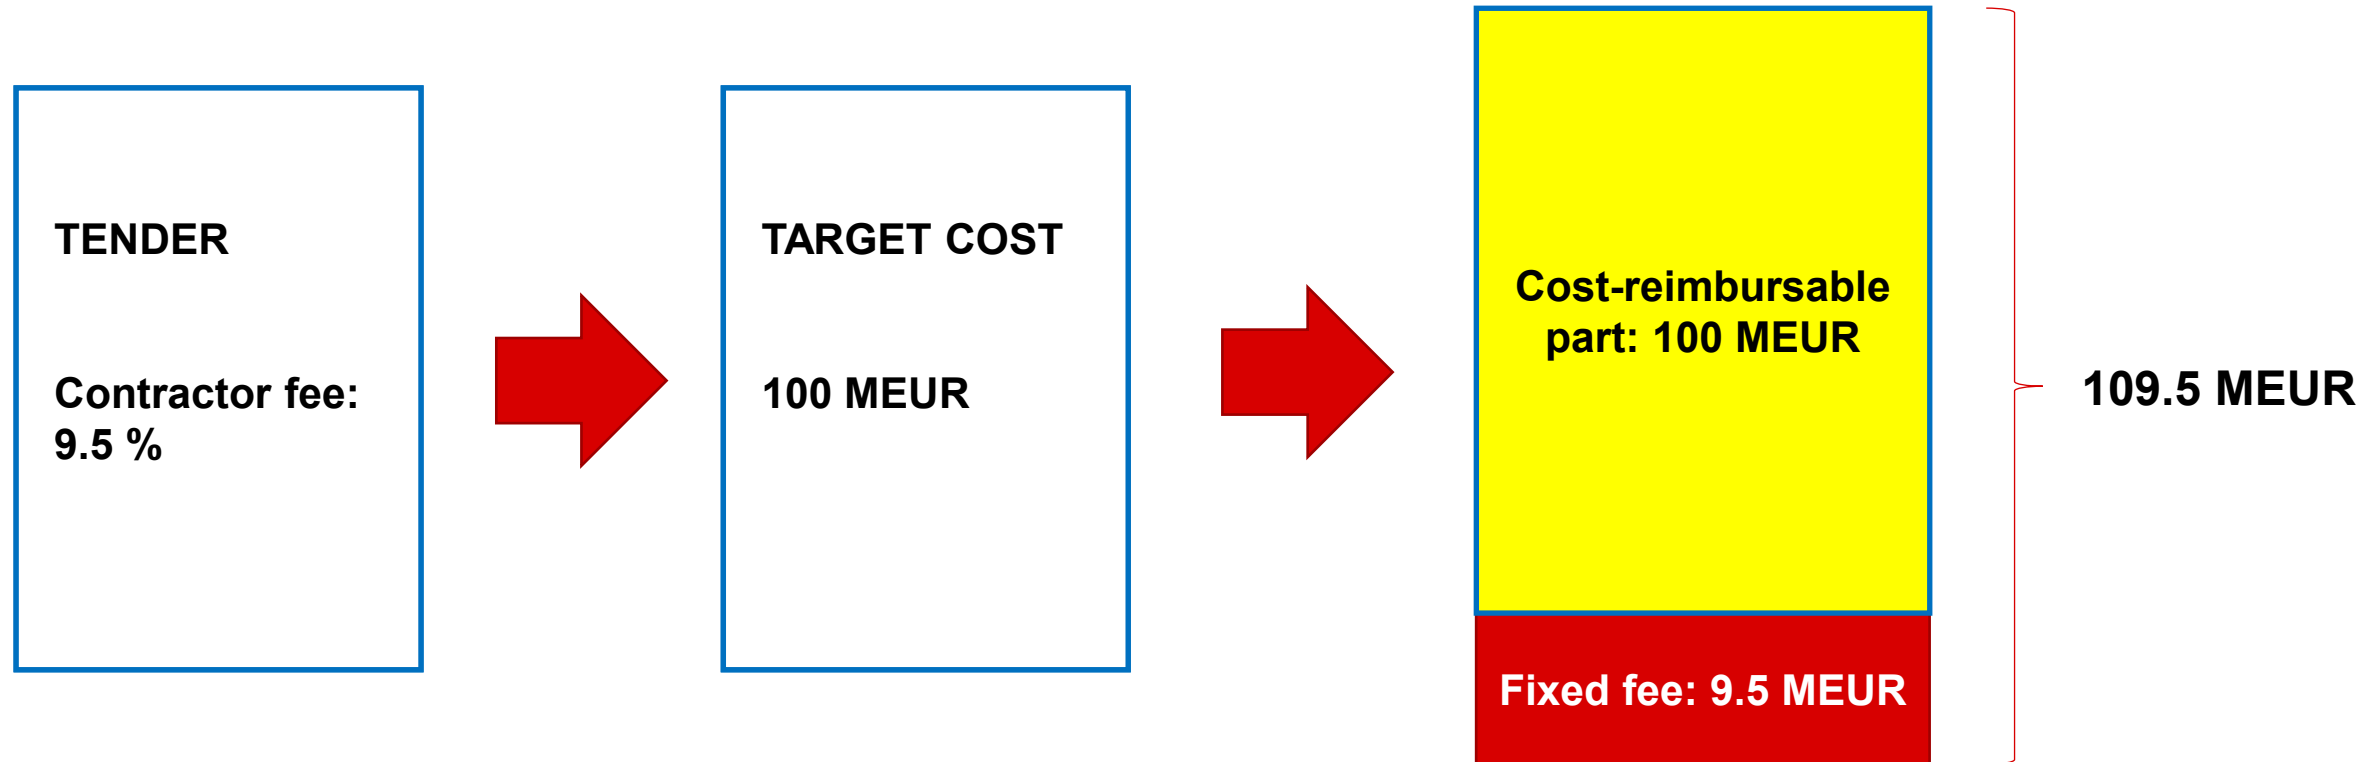 TENDER
Contractor fee:
9.5 %
TARGET COST
100 MEUR
Cost-reimbursable
part: 100 MEUR
Fixed fee: 9.5 MEUR
109.5 MEUR